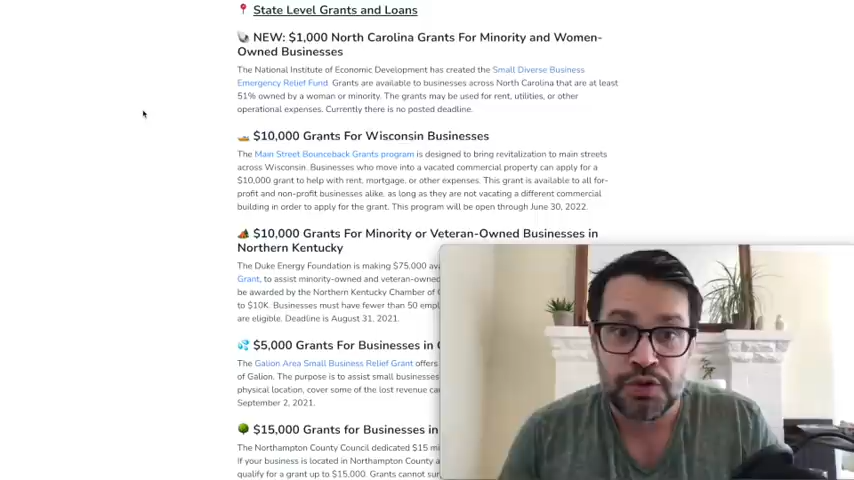 State Level Grants and Loans
NEW: $1,000 North Carolina Grants For Minority and Women-
Owned Businesses
The National Institute of Economic Development has created the Small Diverse Business
Emergency Relief Fund. Grants are available to businesses across North Carolina that are at least
51% owned by a woman or minority. The grants may be used for rent, utilities, or other
operational expenses. Currently there is no posted deadline.
$10,000 Grants For Wisconsin Businesses
The Main Street Bounceback Grants program is designed to bring revitalization to main streets
across Wisconsin. Businesses who move into a vacated commercial property can apply for a
$10,000 grant to help with rent, mortgage, or other expenses. This grant is available to all for-
profit and non-profit businesses alike, as long as they are not vacating a different commercial
building in order to apply for the grant. This program will be open through June 30, 2022.
$10,000 Grants For Minority or Veteran-Owned Businesses in
Northern Kentucky
The Duke Energy Foundation is making $75,000
Grant, to assist minority-owned and veteran-owned
be awarded by the Northern Kentucky Chamber of
to $10K. Businesses must have fewer than 50
are eligible. Deadline is August 31, 2021.
$5,000 Grants For Businesses in
The Galion Area Small Business Relief Grant offers
of Galion. The purpose is to assist small businesses
physical location, cover some of the lost revenue
September 2, 2021.
$15,000 Grants for Businesses in
The Northampton County Council dedicated $15
If your business is located in Northampton County
qualify for a grant up to $15,000. Grants cannot